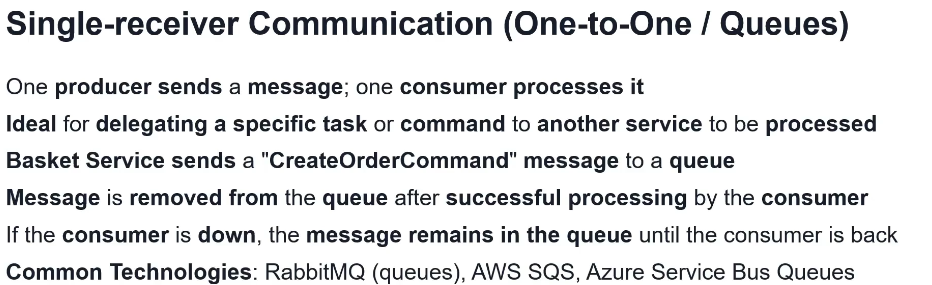 Single-receiver Communication (One-to-One / Queues)
One producer sends a message; one consumer processes it
Ideal for delegating a specific task or command to another service to be processed
Basket Service sends a "CreateOrderCommand" message to a queue
Message is removed from the queue after successful processing by the consumer
If the consumer is down, the message remains in the queue until the consumer is back
Common Technologies: RabbitMQ (queues), AWS SQS, Azure Service Bus Queues